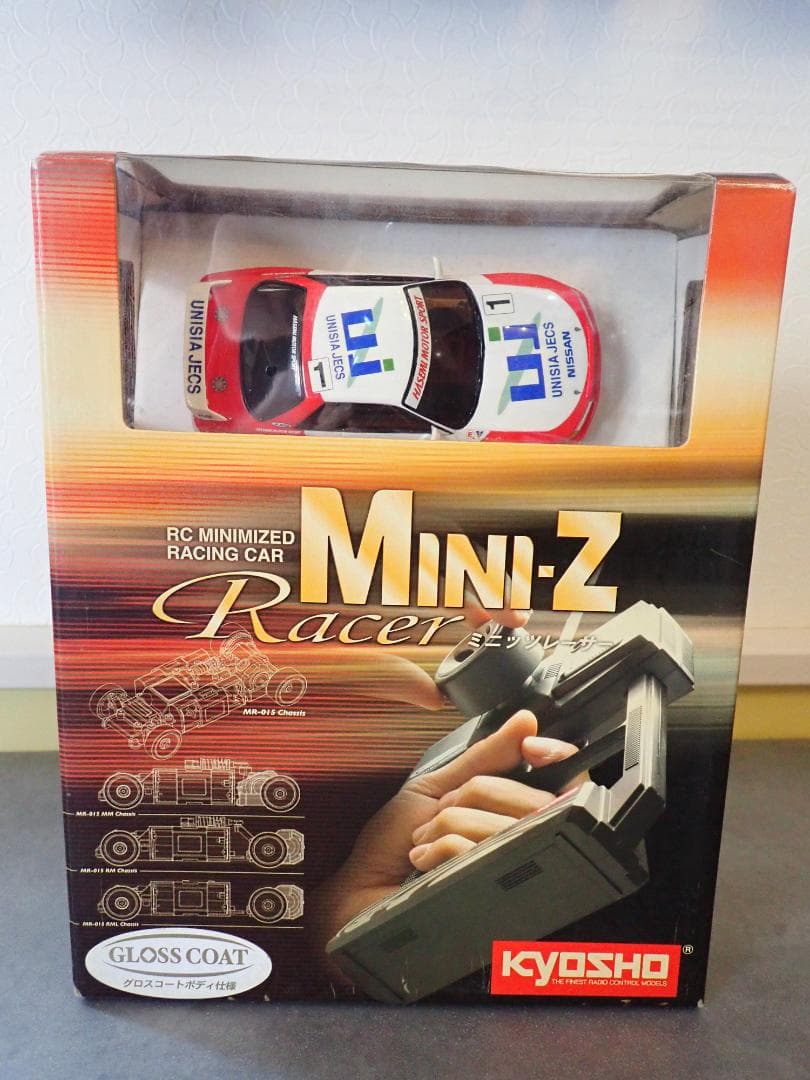 UNISIA JECS
HASEMI MOTOR SPORT
1
UNISIA JECS
HASEMI MOTOR SPORT
1
UNISIA JECS
NISSAN
RC MINIMIZED
RACING CAR
MINI-Z
Racer
ミニッツレーサー
MR-015 Chassis
MR-015 MM Chassis
MR-015 RM Chassis
MR-015 RML Chassis
GLOSS COAT
グロスコートボディ仕様
KYOSHO
®
THE FINEST RADIO CONTROL MODELS